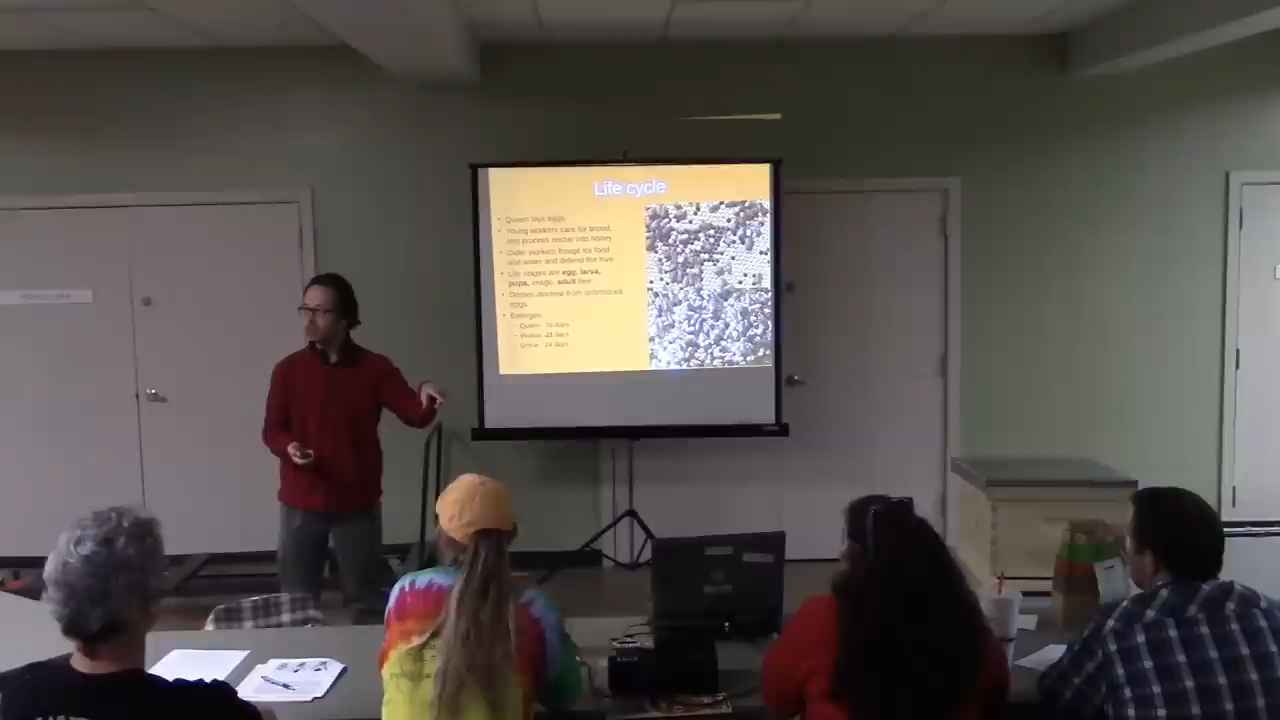 Life cycle
• Queen lays eggs
• Young workers care for brood,
and process nectar into honey
• Older workers forage for food
and water and defend the hive
• Life stages are egg, larva,
pupa, imago, adult bee
• Drones develop from unfertilized
eggs
• Emerges
– Queen: 16 days
– Worker: 21 days
– Drone: 24 days